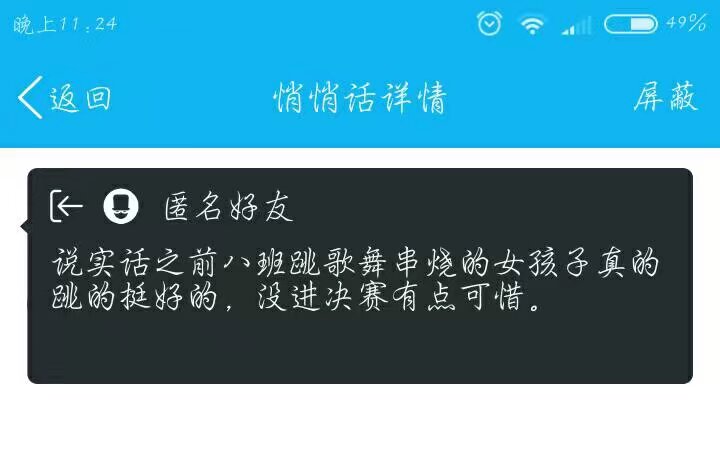 晚上11:24 49%
返回 悄悄话详情 屏蔽
匿名好友
说实话之前八班跳歌舞串烧的女孩子真的
跳的挺好的，没进决赛有点可惜。